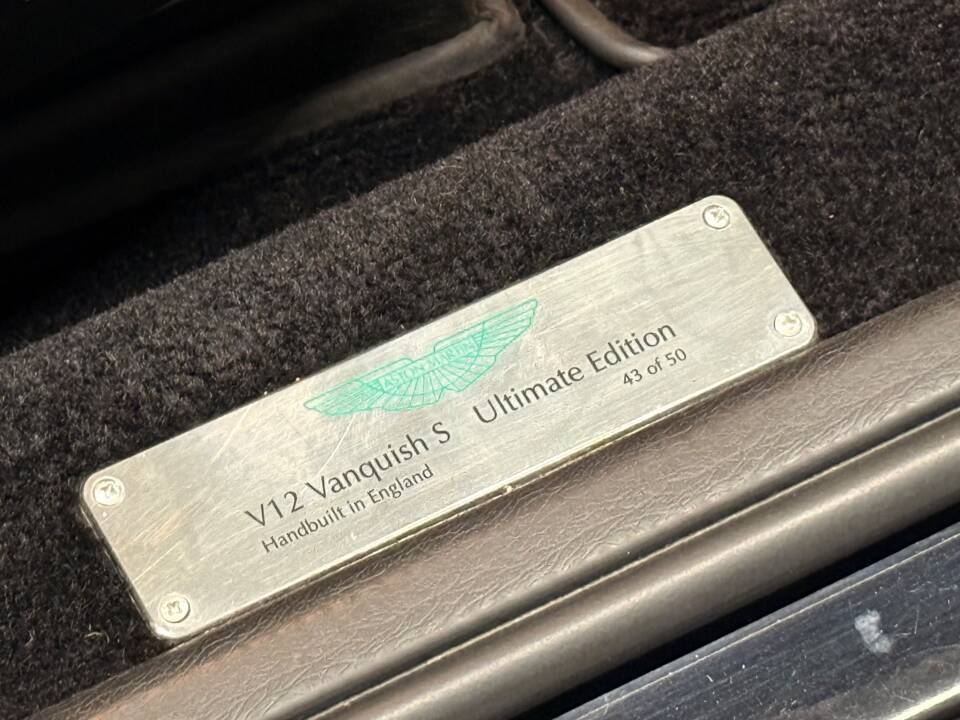 ASTON MARTIN
V12 Vanquish S Ultimate Edition
Handbuilt in England 43 of 50